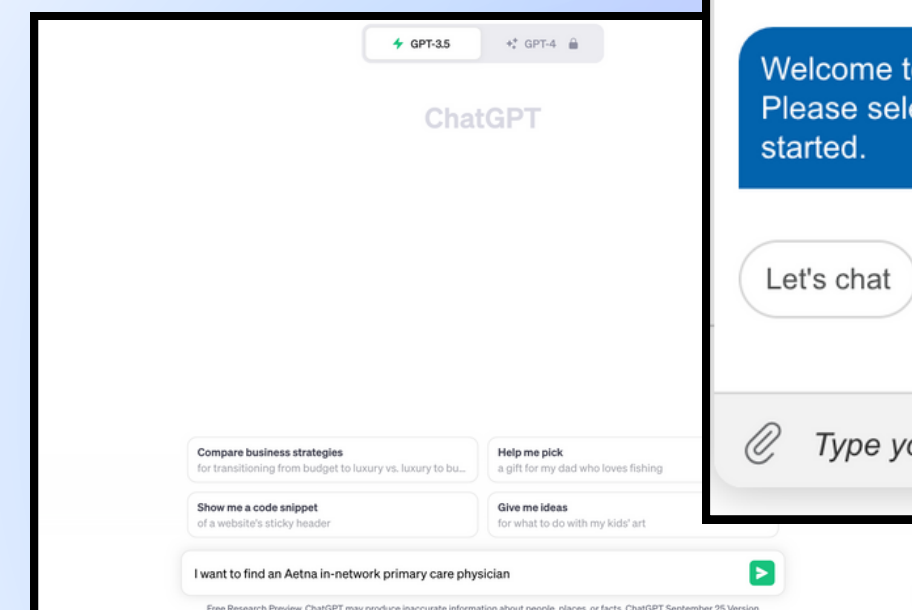 GPT-3.5 GPT-4
ChatGPT
Compare business strategies
for transitioning from budget to luxury vs. luxury to bu...
Help me pick
a gift for my dad who loves fishing
Show me a code snippet
of a website's sticky header
Give me ideas
for what to do with my kids' art
I want to find an Aetna in-network primary care physician
Free Research Preview. ChatGPT may produce inaccurate information about people, places, or facts. ChatGPT September 25 Version
Welcome
Please
started.
Let's chat
Type